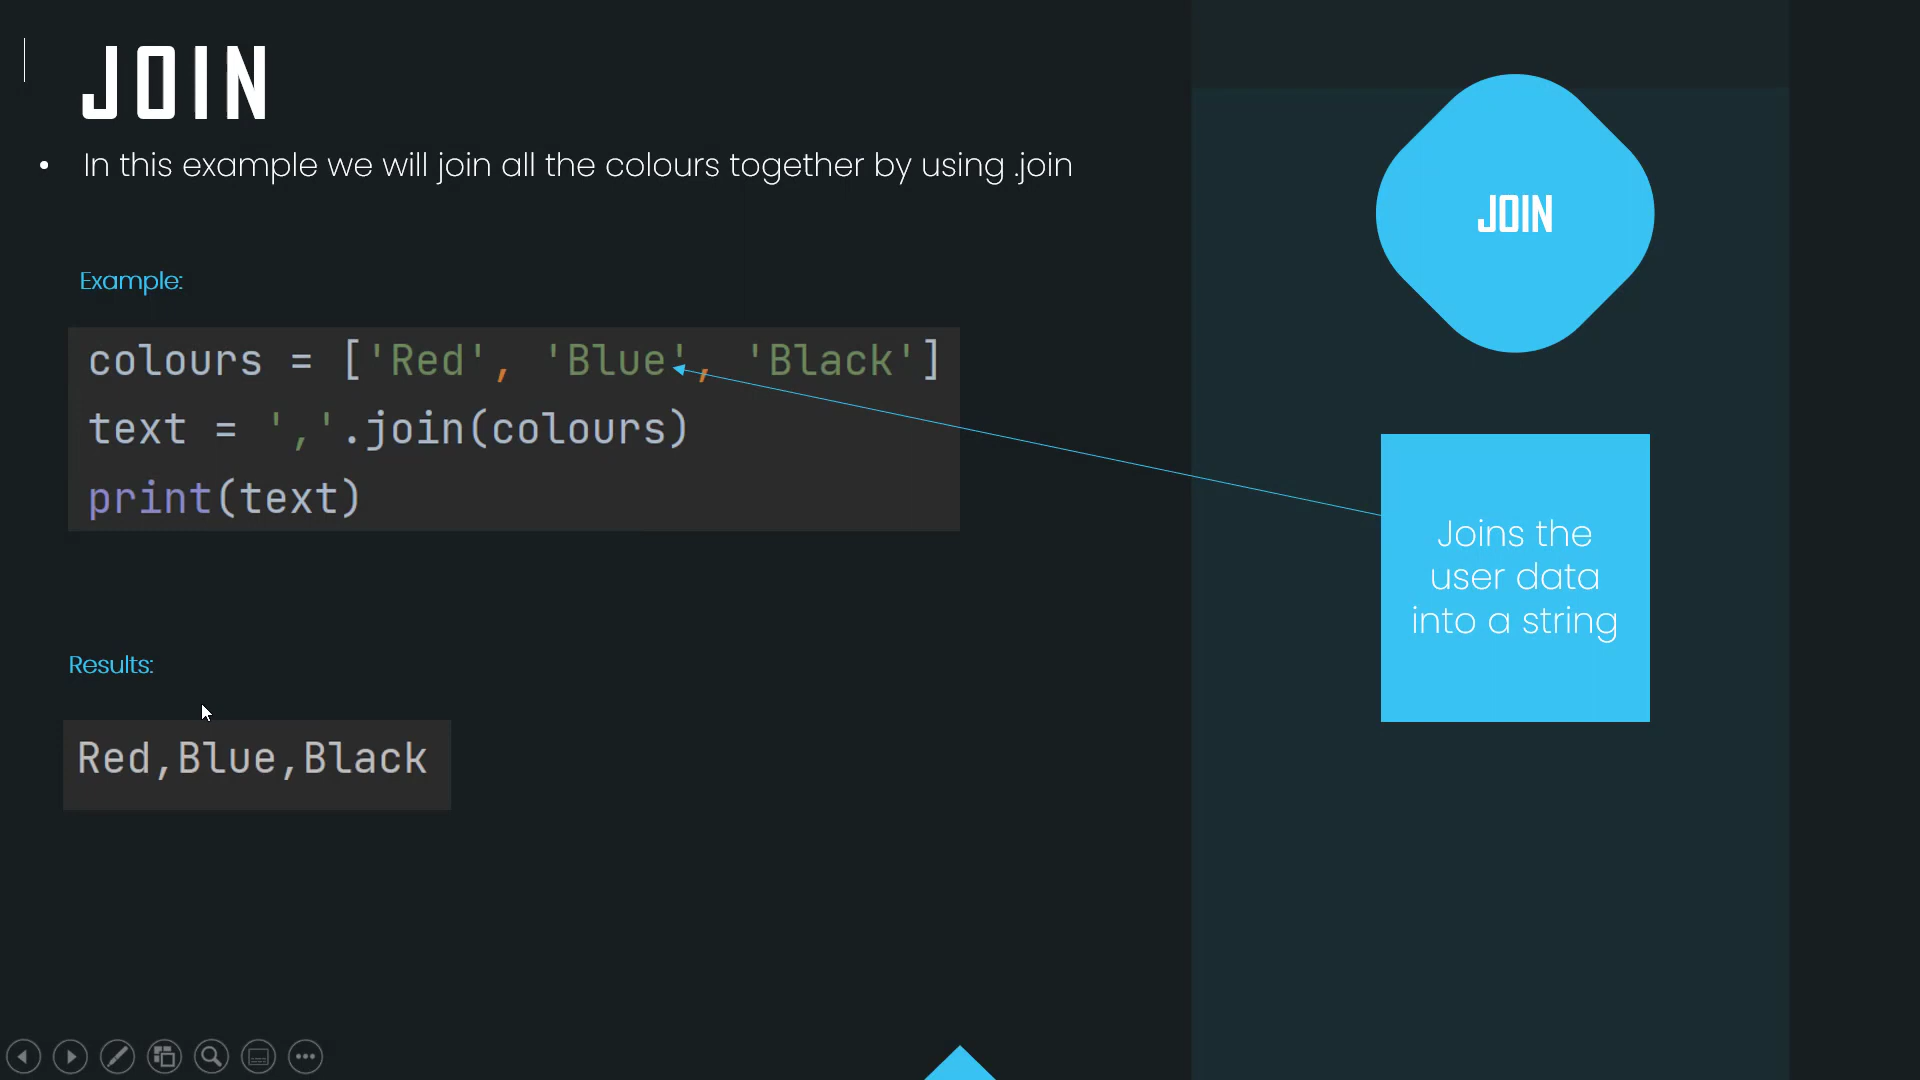 JOIN
• In this example we will join all the colours together by using .join
Example:
colours = ['Red', 'Blue', 'Black']
text = ','.join(colours)
print(text)
Results:
Red,Blue,Black
JOIN
Joins the
user data
into a string